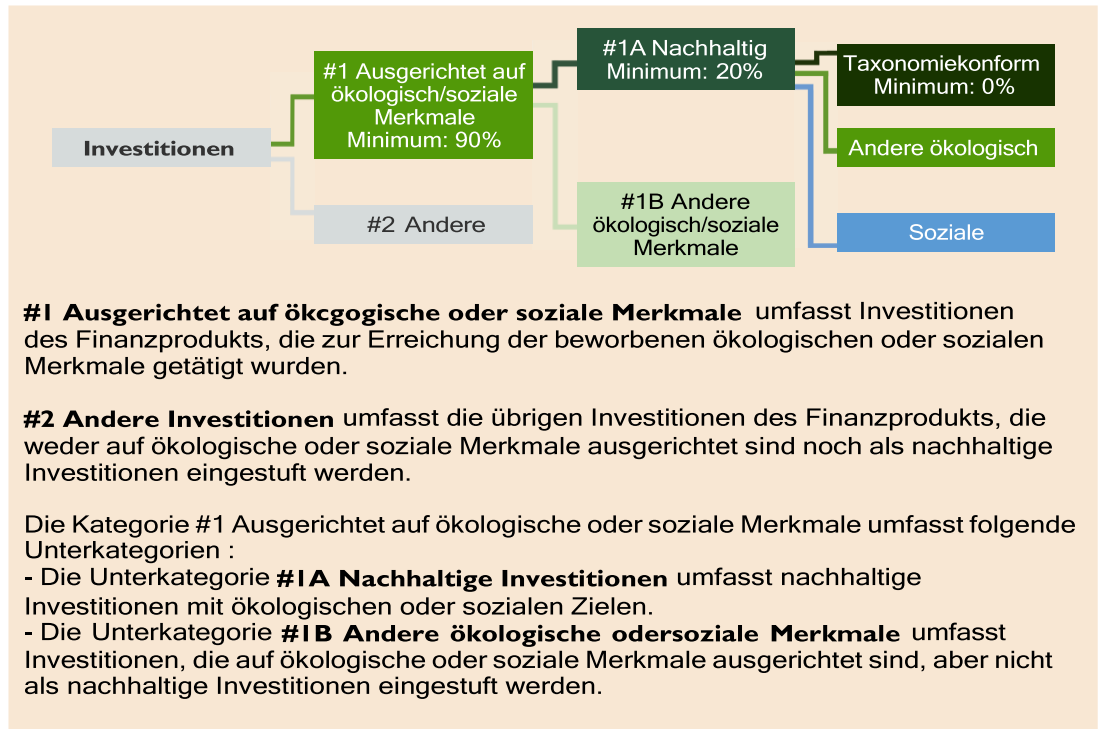 Investitionen
#1 Ausgerichtet auf
ökologisch/soziale
Merkmale
Minimum: 90%
#2 Andere
#1A Nachhaltig
Minimum: 20%
#1B Andere
ökologisch/soziale
Merkmale
Taxonomiekonform
Minimum: 0%
Andere ökologisch
Soziale
#1 Ausgerichtet auf ökcgogische oder soziale Merkmale umfasst Investitionen
des Finanzprodukts, die zur Erreichung der beworbenen ökologischen oder sozialen
Merkmale getätigt wurden.
#2 Andere Investitionen umfasst die übrigen Investitionen des Finanzprodukts, die
weder auf ökologische oder soziale Merkmale ausgerichtet sind noch als nachhaltige
Investitionen eingestuft werden.
Die Kategorie #1 Ausgerichtet auf ökologische oder soziale Merkmale umfasst folgende
Unterkategorien :
- Die Unterkategorie #1A Nachhaltige Investitionen umfasst nachhaltige
Investitionen mit ökologischen oder sozialen Zielen.
- Die Unterkategorie #1B Andere ökologische odersoziale Merkmale umfasst
Investitionen, die auf ökologische oder soziale Merkmale ausgerichtet sind, aber nicht
als nachhaltige Investitionen eingestuft werden.